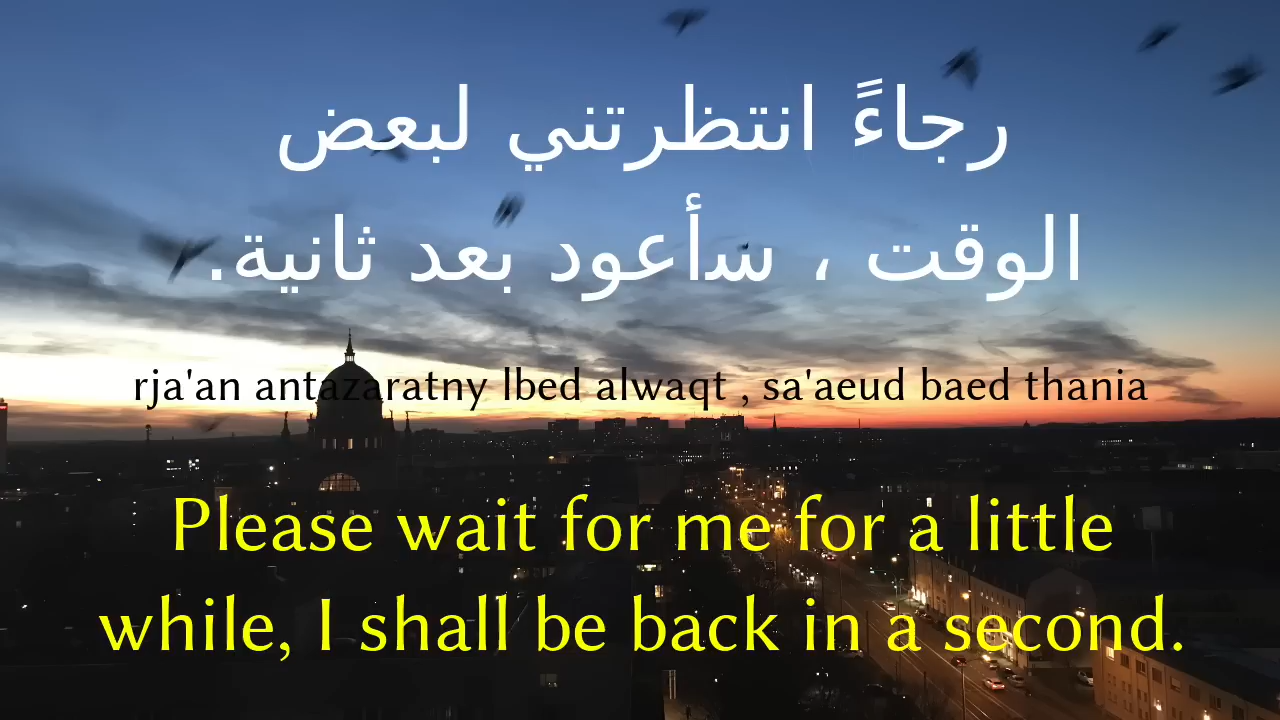 رجاءً انتظرتني لبعض
الوقت ، سأعود بعد ثانية.
rja'an antazaratny lbed alwaqt , sa'aeud baed thania
Please wait for me for a little
while, I shall be back in a second.